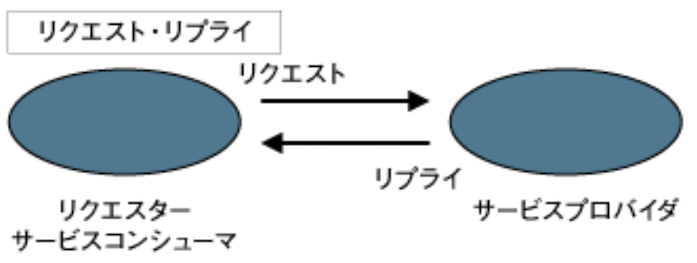 リクエスト・リプライ
リクエスト
リプライ
リクエスター
サービスコンシューマ
サービスプロバイダ